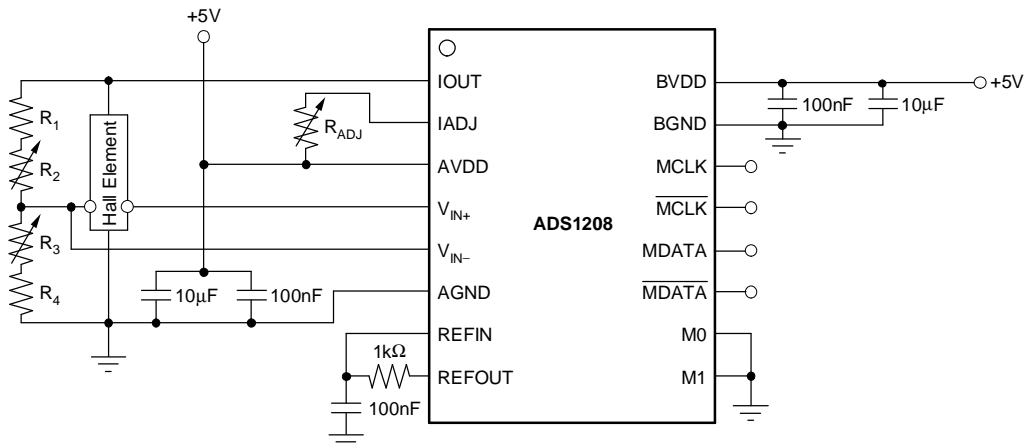 +5V
IOUT
BVDD
+5V
R1
100nF
10μF
RADJ
IADJ
BGND
R2
Hall Element
AVDD
MCLK
VIN+
ADS1208
MCLK
R3
VIN−
MDATA
R4
10μF
100nF
AGND
MDATA
REFIN
M0
1kΩ
REFOUT
M1
100nF